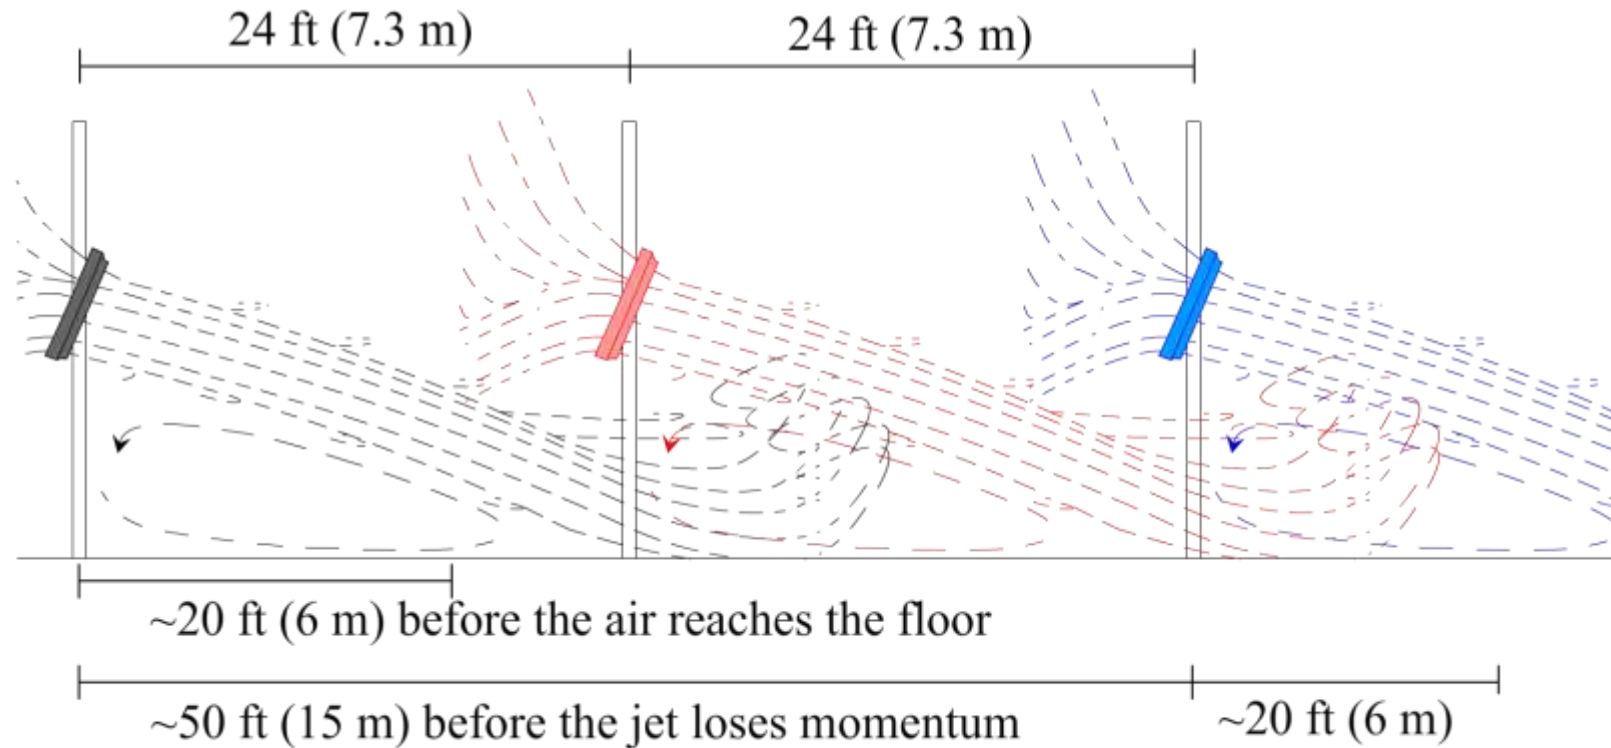 24 ft (7.3 m)
24 ft (7.3 m)
~20 ft (6 m) before the air reaches the floor
~50 ft (15 m) before the jet loses momentum
~20 ft (6 m)